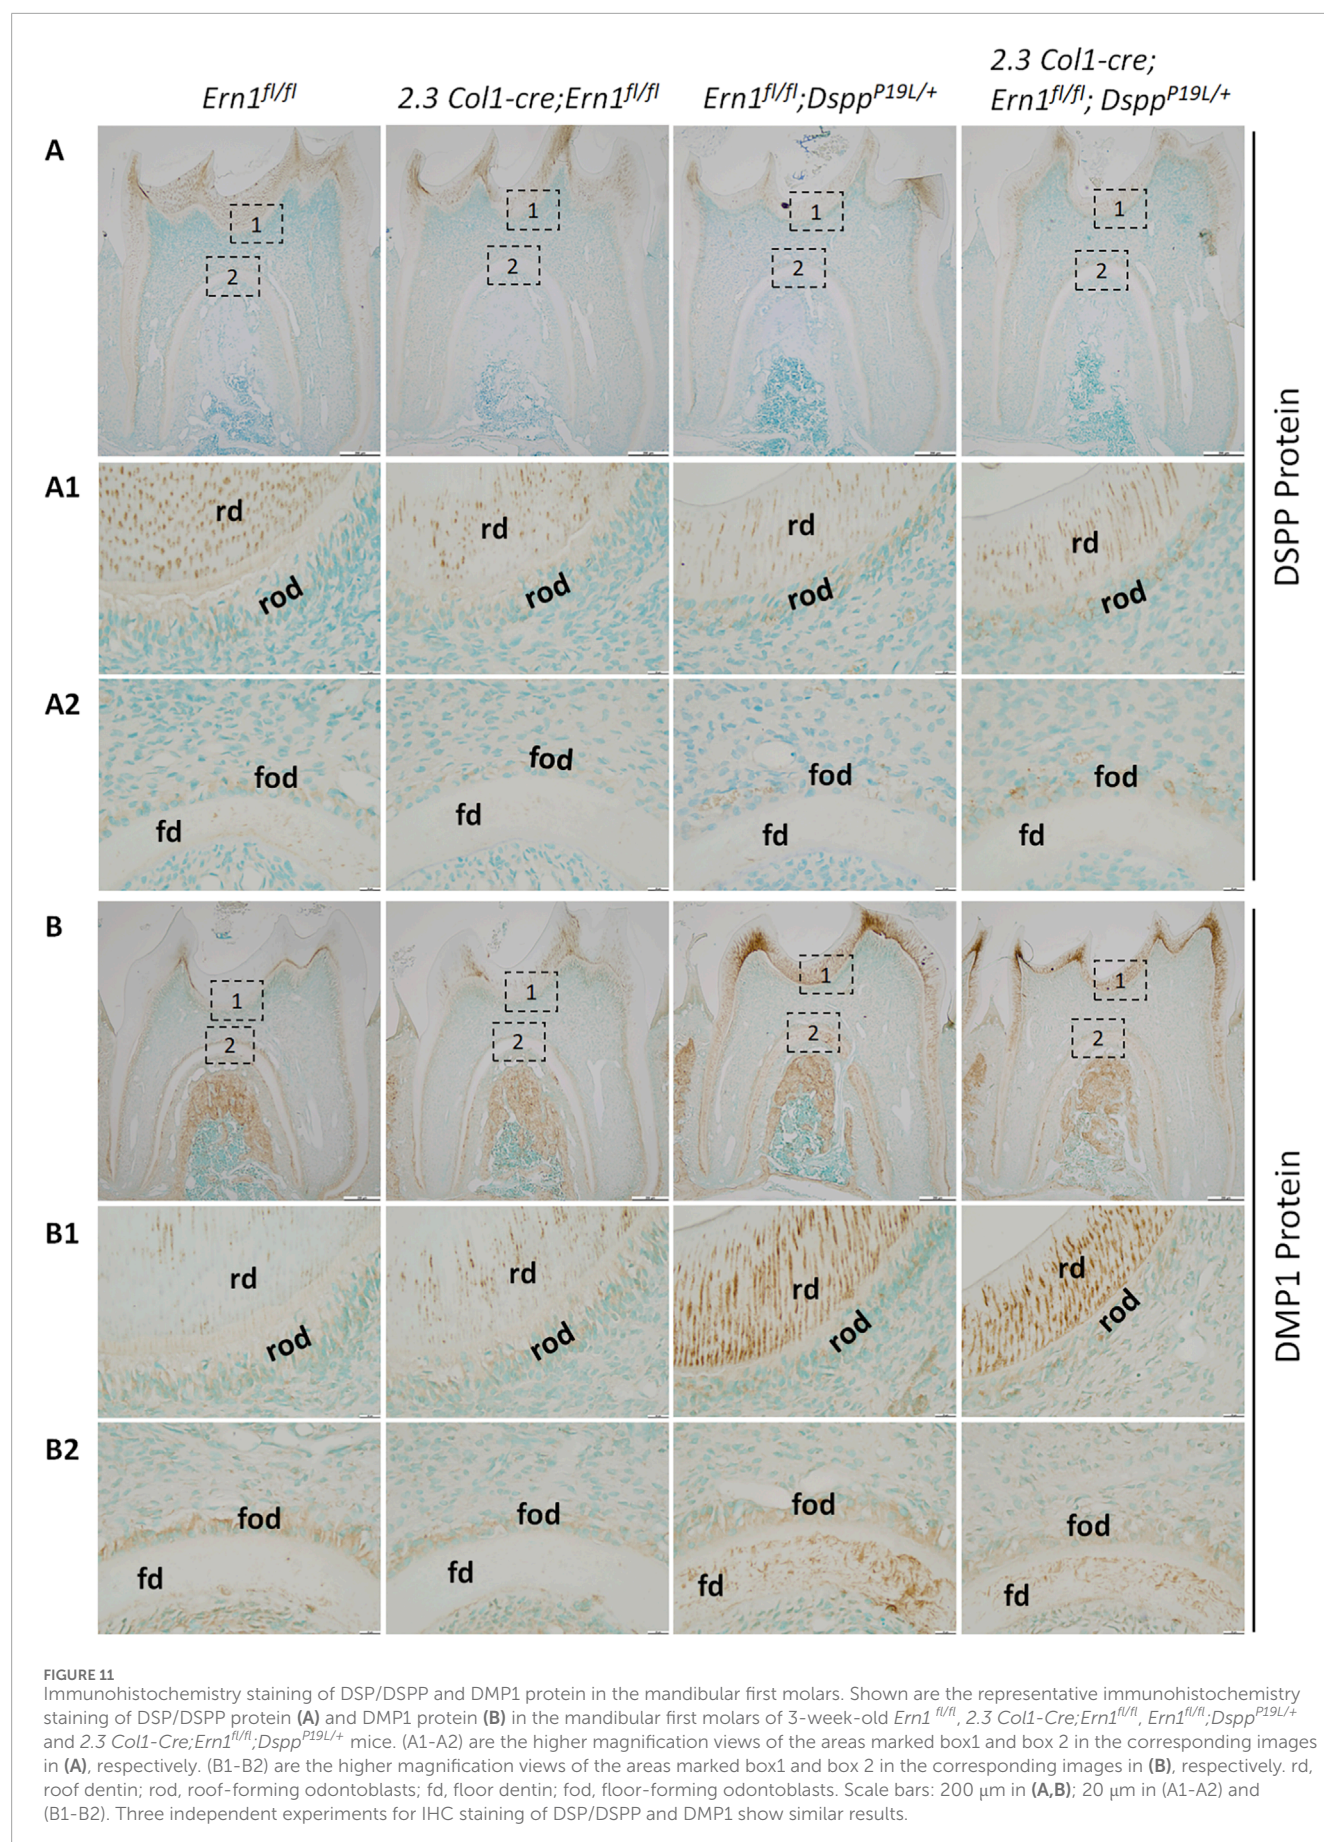 2.3 Col1-cre;
Ern1fl/fl 2.3 Col1-cre;Ern1fl/fl Ern1fl/fl;DsppP19L/+ Ern1fl/fl; DsppP19L/+
A
1
1
1
1
2
2
2
2
A1
rd
rd
rd
rd
rod
rod
rod
rod
A2
fod
fod
fod
fod
fd
fd
fd
fd
DSPP Protein
B
1
1
1
1
2
2
2
2
B1
rd
rd
rd
rd
rod
rod
rod
rod
B2
fod
fod
fod
fod
fd
fd
fd
fd
DMP1 Protein
FIGURE 11
Immunohistochemistry staining of DSP/DSPP and DMP1 protein in the mandibular first molars. Shown are the representative immunohistochemistry
staining of DSP/DSPP protein (A) and DMP1 protein (B) in the mandibular first molars of 3-week-old Ern1 fl/fl, 2.3 Col1-Cre;Ern1fl/fl, Ern1fl/fl;DsppP19L/+
and 2.3 Col1-Cre;Ern1fl/fl;DsppP19L/+ mice. (A1-A2) are the higher magnification views of the areas marked box1 and box 2 in the corresponding images
in (A), respectively. (B1-B2) are the higher magnification views of the areas marked box1 and box 2 in the corresponding images in (B), respectively. rd,
roof dentin; rod, roof-forming odontoblasts; fd, floor dentin; fod, floor-forming odontoblasts. Scale bars: 200 μm in (A,B); 20 μm in (A1-A2) and
(B1-B2). Three independent experiments for IHC staining of DSP/DSPP and DMP1 show similar results.